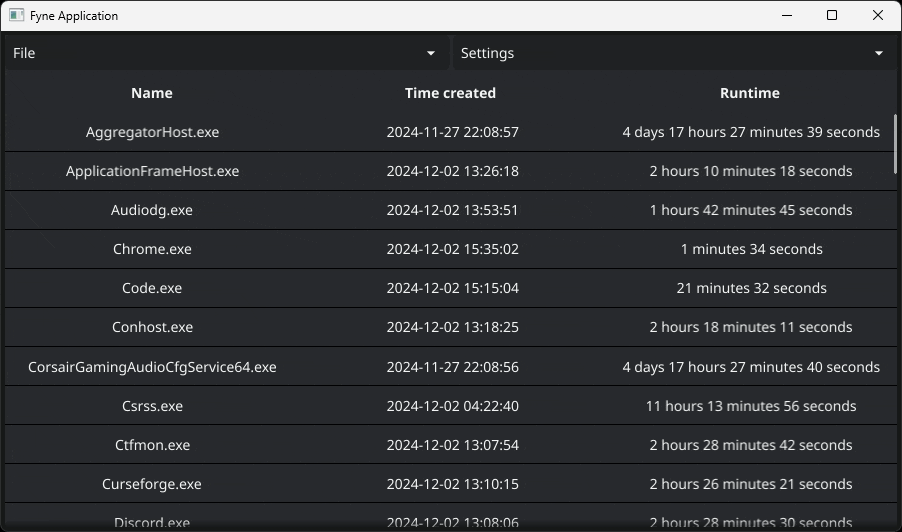 Fyne Application
File Settings
Name Time created Runtime
AggregatorHost.exe 2024-11-27 22:08:57 4 days 17 hours 27 minutes 39 seconds
ApplicationFrameHost.exe 2024-12-02 13:26:18 2 hours 10 minutes 18 seconds
Audiodg.exe 2024-12-02 13:53:51 1 hours 42 minutes 45 seconds
Chrome.exe 2024-12-02 15:35:02 1 minutes 34 seconds
Code.exe 2024-12-02 15:15:04 21 minutes 32 seconds
Conhost.exe 2024-12-02 13:18:25 2 hours 18 minutes 11 seconds
CorsairGamingAudioCfgService64.exe 2024-11-27 22:08:56 4 days 17 hours 27 minutes 40 seconds
Csrss.exe 2024-12-02 04:22:40 11 hours 13 minutes 56 seconds
Ctfmon.exe 2024-12-02 13:07:54 2 hours 28 minutes 42 seconds
Curseforge.exe 2024-12-02 13:10:15 2 hours 26 minutes 21 seconds
Discord.exe 2024-12-02 13:08:06 2 hours 28 minutes 30 seconds